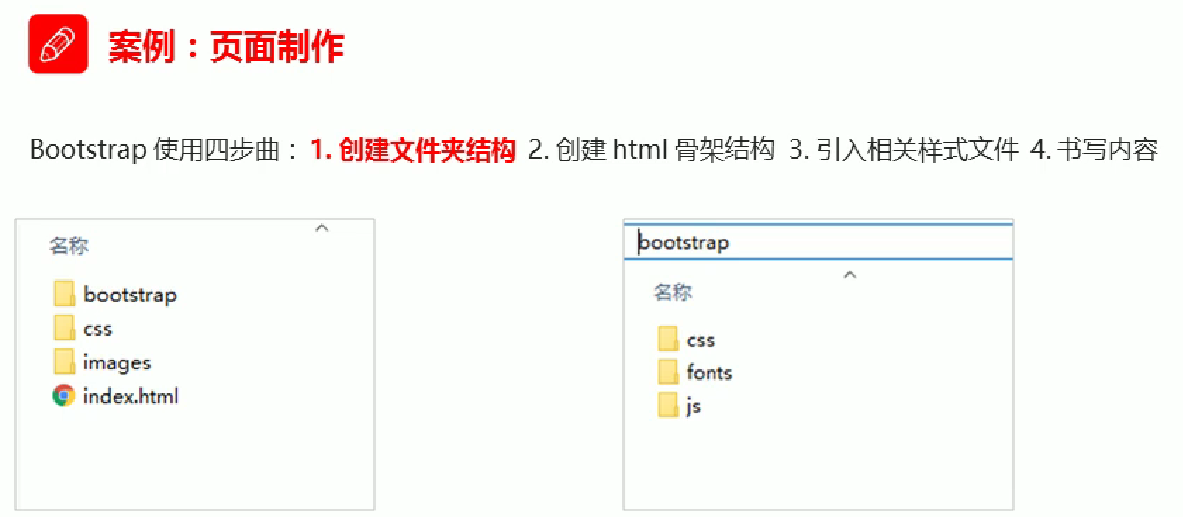 案例：页面制作
Bootstrap 使用四步曲： 1. 创建文件夹结构 2. 创建 html 骨架结构 3. 引入相关样式文件 4. 书写内容
名称
bootstrap
css
images
index.html
bootstrap
名称
css
fonts
js